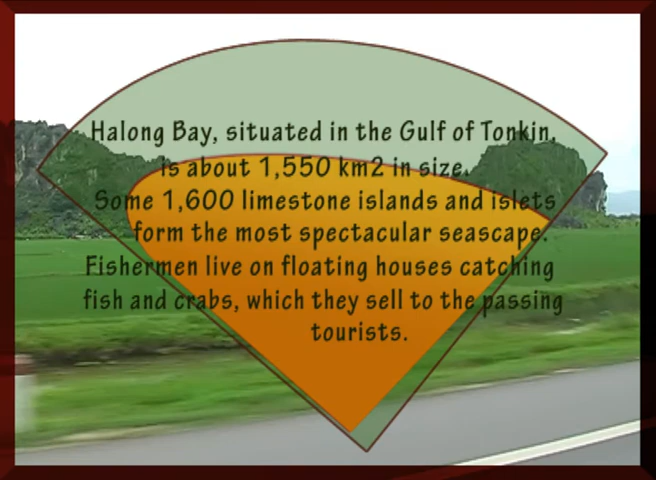 Halong Bay, situated in the Gulf of Tonkin,
is about 1,550 km2 in size.
Some 1,600 limestone islands and islets
form the most spectacular seascape.
Fishermen live on floating houses catching
fish and crabs, which they sell to the passing
tourists.